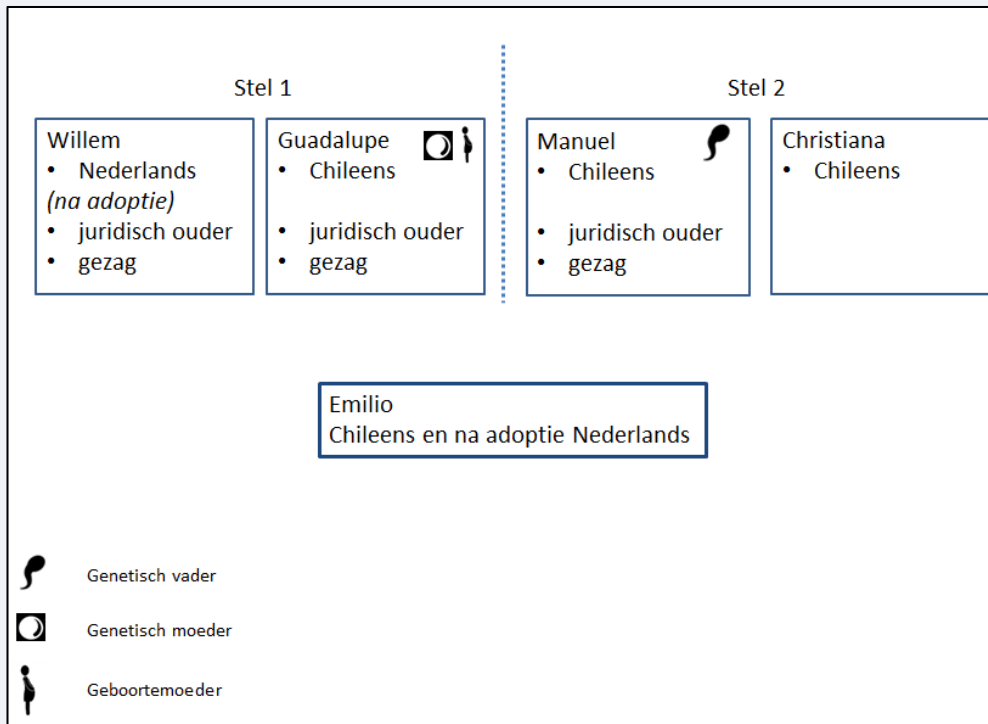 Stel 1
Stel 2
Willem
• Nederlands
(na adoptie)
• juridisch ouder
• gezag
Guadalupe
• Chileens
• juridisch ouder
• gezag
Manuel
• Chileens
• juridisch ouder
• gezag
Christiana
• Chileens
Emilio
Chileens en na adoptie Nederlands
Genetisch vader
Genetisch moeder
Geboortemoeder